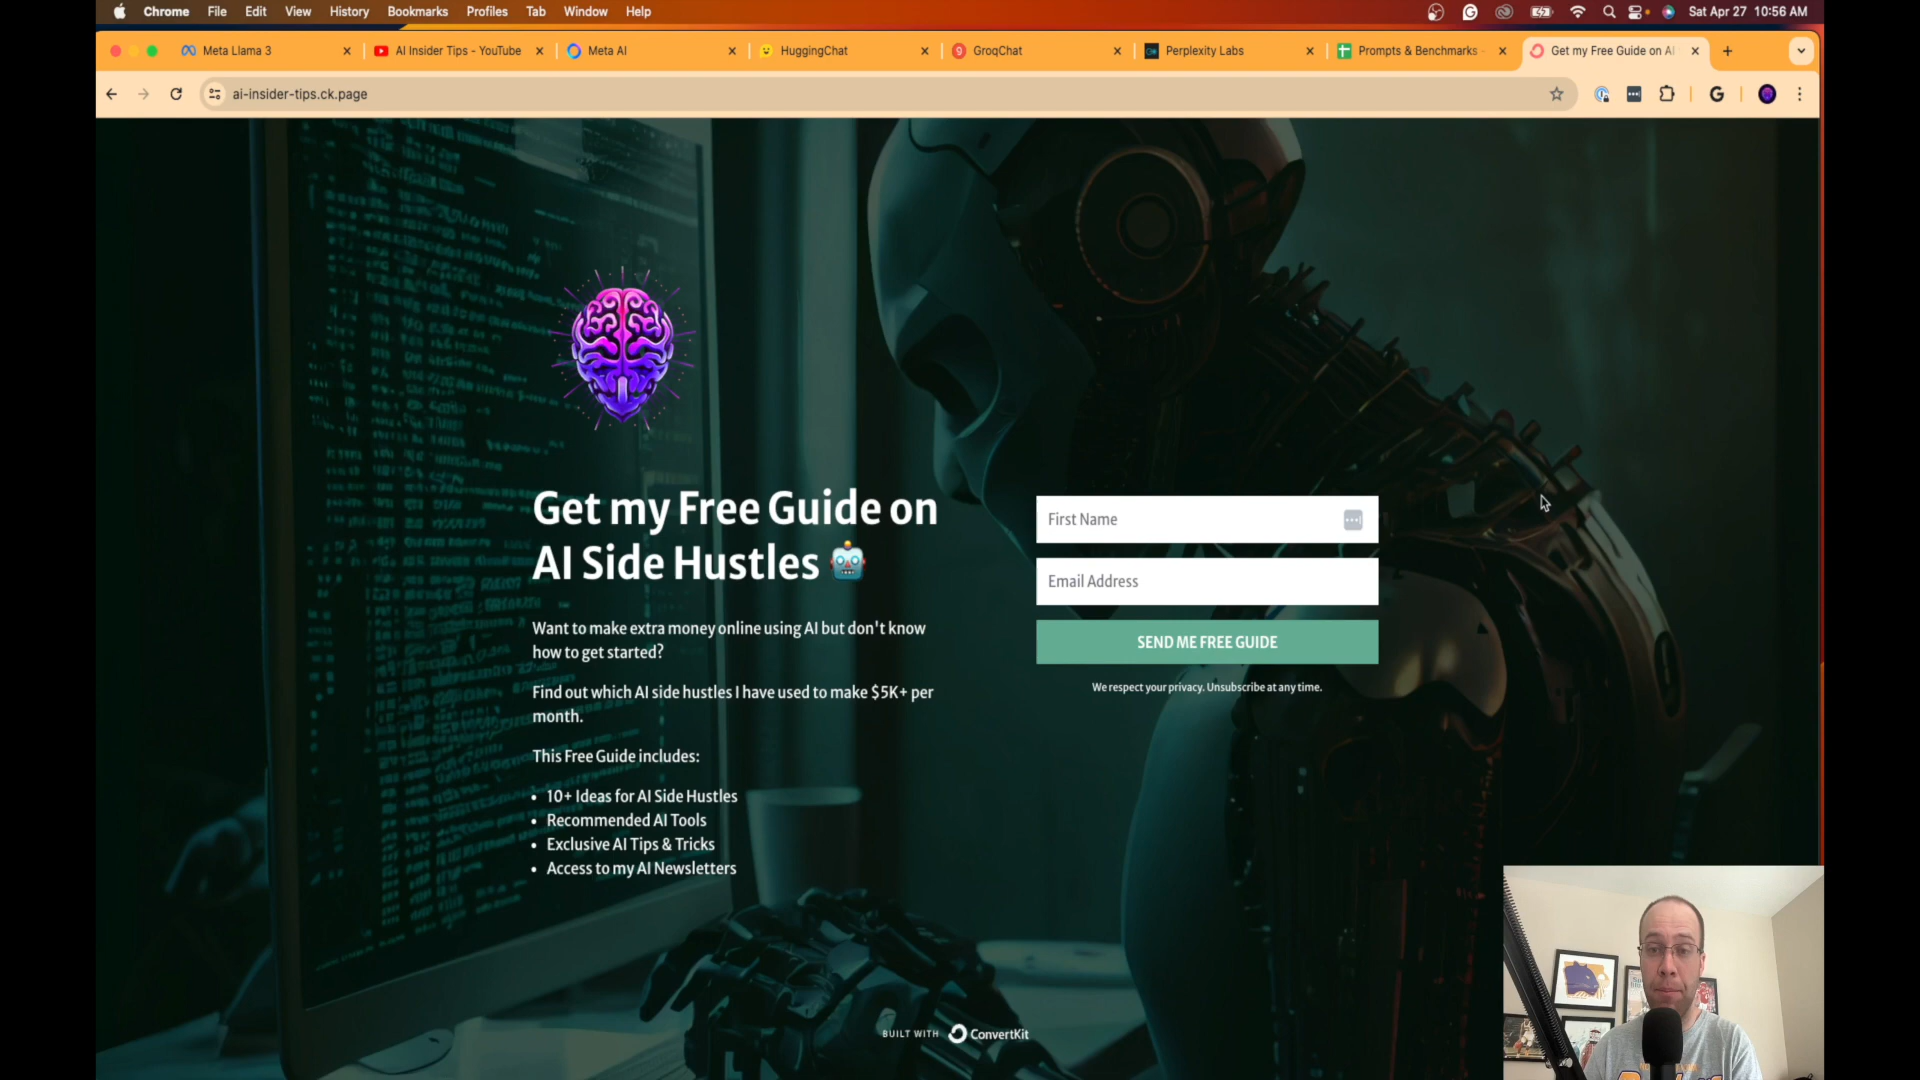 Chrome File Edit View History Bookmarks Profiles Tab Window Help Sat Apr 27 10:56 AM
Meta Llama 3 AI Insider Tips - YouTube Meta AI HuggingChat GroqChat Perplexity Labs Prompts & Benchmarks - Get my Free Guide on AI
ai-insider-tips.ck.page
Get my Free Guide on
AI Side Hustles 🤖
Want to make extra money online using AI but don't know
how to get started?
Find out which AI side hustles I have used to make $5K+ per
month.
This Free Guide includes:
• 10+ Ideas for AI Side Hustles
• Recommended AI Tools
• Exclusive AI Tips & Tricks
• Access to my AI Newsletters
First Name
Email Address
SEND ME FREE GUIDE
We respect your privacy. Unsubscribe at any time.
BUILT WITH ConvertKit